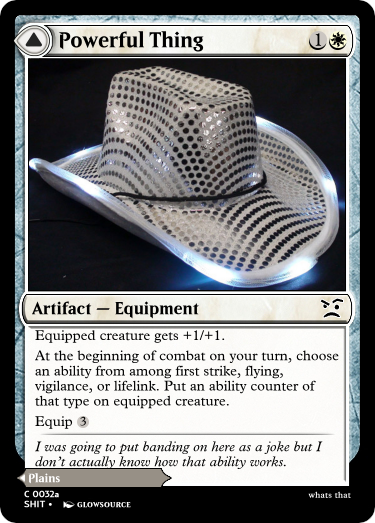 Powerful Thing 1
Artifact — Equipment
Equipped creature gets +1/+1.
At the beginning of combat on your turn, choose
an ability from among first strike, flying,
vigilance, or lifelink. Put an ability counter of
that type on equipped creature.
Equip 3
I was going to put banding on here as a joke but I
don't actually know how that ability works.
Plains
C 0032a
SHIT • GLOWSOURCE
whats that